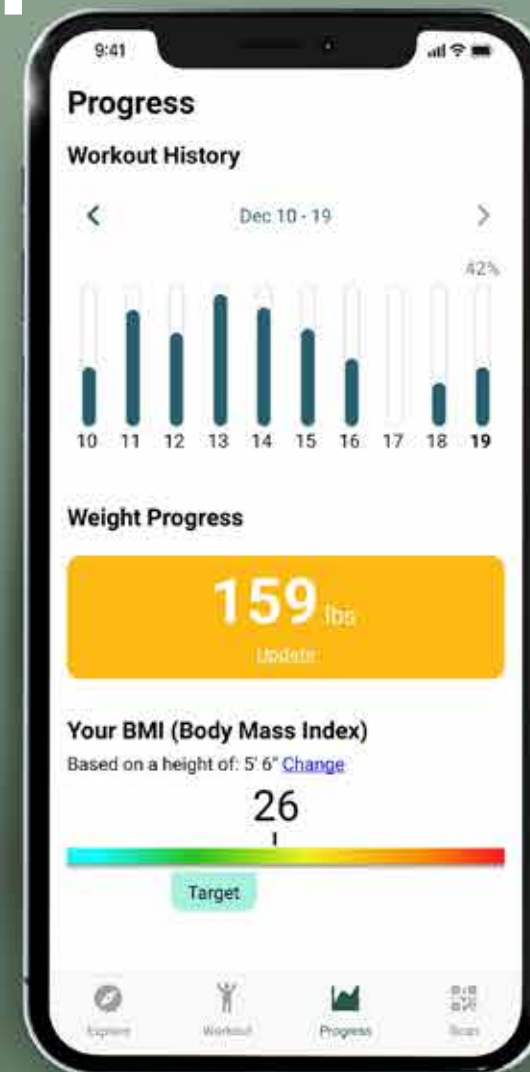 9:41
Progress
Workout History
Dec 10 - 19
42%
10 11 12 13 14 15 16 17 18 19
Weight Progress
159 lbs
Update
Your BMI (Body Mass Index)
Based on a height of: 5' 6" Change
26
Target
Explore Workout Progress Scan